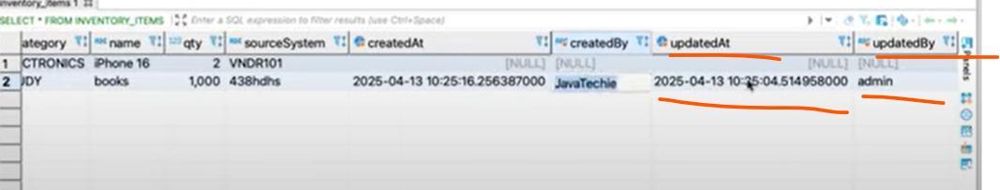 inventory_items 1
SELECT * FROM INVENTORY_ITEMS Enter a SQL expression to filter results (use Ctrl+Space)
ategory name 123 qty sourceSystem createdAt createdBy updatedAt updatedBy
1 CTRONICS iPhone 16 2 VNDR101 [NULL] [NULL] [NULL] [NULL]
2 JDY books 1,000 438hdhs 2025-04-13 10:25:16.256387000 JavaTechie 2025-04-13 10:25:04.514958000 admin
Panels